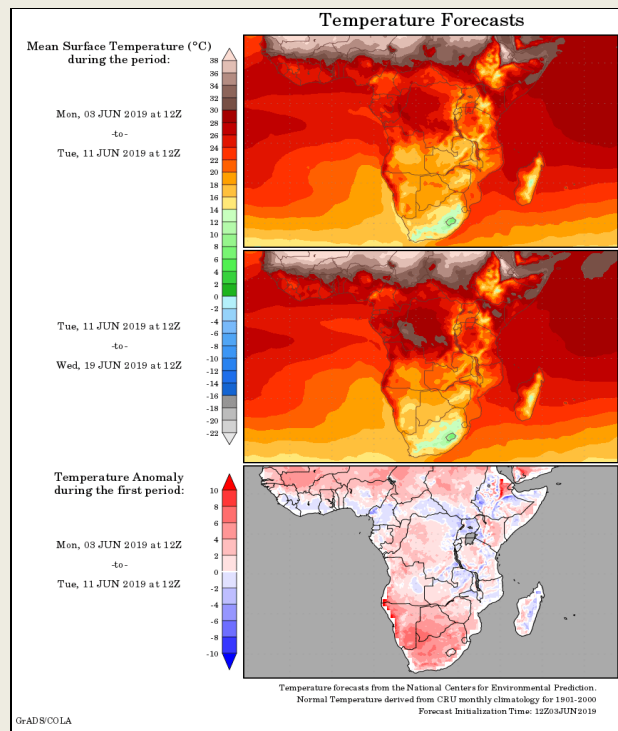 Temperature Forecasts
Mean Surface Temperature (°C)
during the period:
Mon, 03 JUN 2019 at 12Z
-to-
Tue, 11 JUN 2019 at 12Z
38
36
34
32
30
28
26
24
22
20
18
16
14
12
10
8
6
4
2
0
-2
-4
-6
-8
-10
-12
-14
-16
-18
-20
-22
Tue, 11 JUN 2019 at 12Z
-to-
Wed, 19 JUN 2019 at 12Z
Temperature Anomaly
during the first period:
Mon, 03 JUN 2019 at 12Z
-to-
Tue, 11 JUN 2019 at 12Z
10
8
6
4
2
0
-2
-4
-6
-8
-10
Temperature forecasts from the National Centers for Environmental Prediction.
Normal Temperature derived from CRU monthly climatology for 1901-2000
Forecast Initialization Time: 12Z03JUN2019
GrADS/COLA